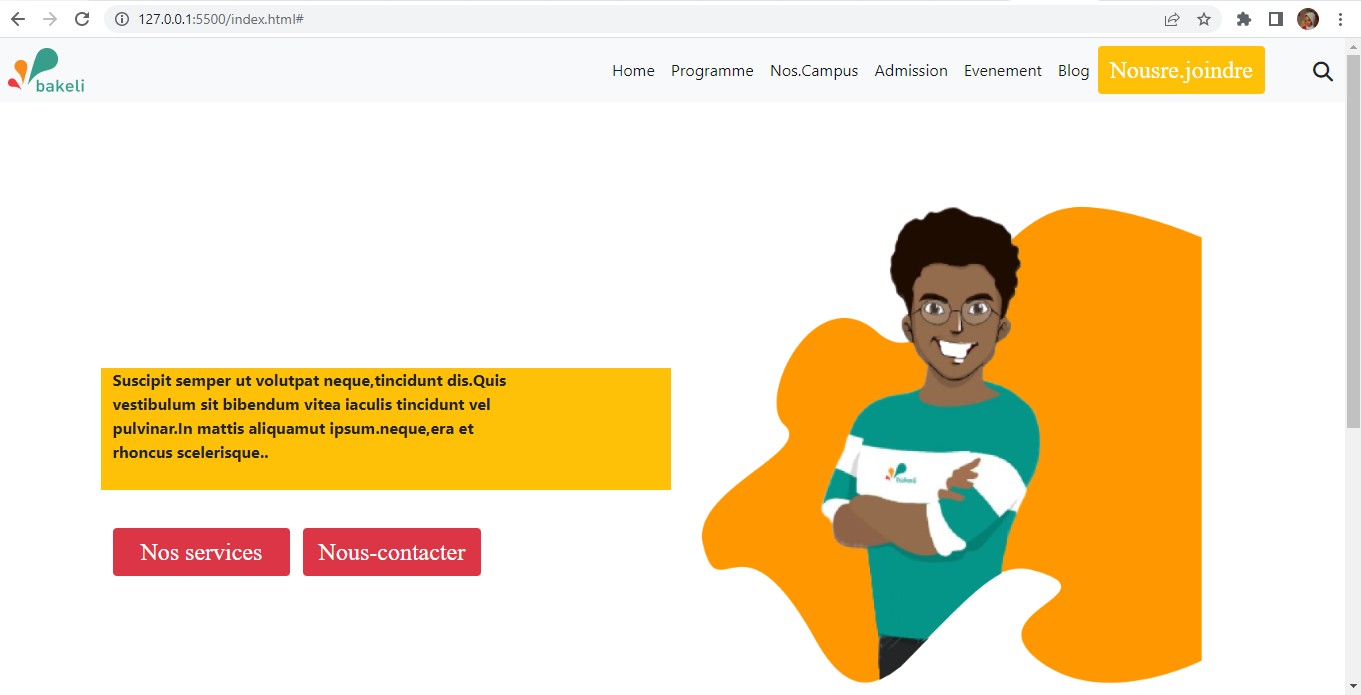 127.0.0.1:5500/index.html#
bakeli
Home Programme Nos.Campus Admission Evenement Blog Nousre.joindre
Suscipit semper ut volutpat neque,tincidunt dis.Quis
vestibulum sit bibendum vitea iaculis tincidunt vel
pulvinar.In mattis aliquamut ipsum.neque,era et
rhoncus scelerisque..
bakeli
Nos services Nous-contacter